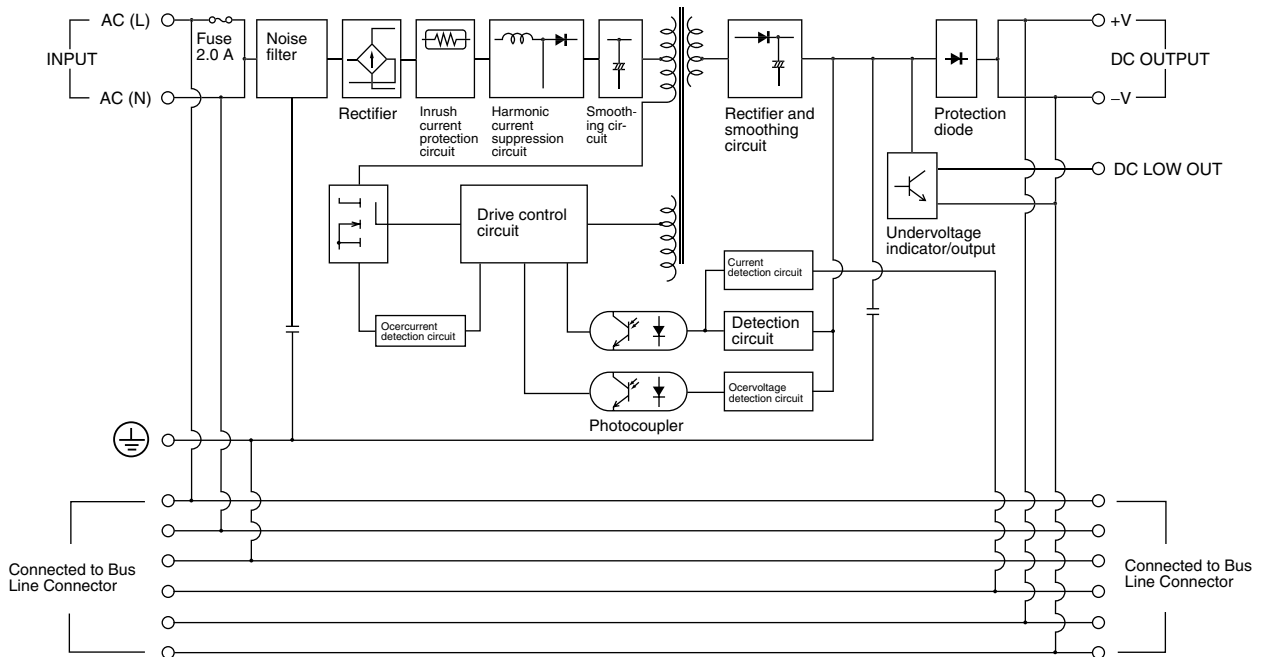 AC (L)
INPUT
AC (N)
Fuse
2.0 A
Noise
filter
Rectifier
Inrush
current
protection
circuit
Harmonic
current
suppression
circuit
Smooth-
ing cir-
cuit
Rectifier and
smoothing
circuit
Protection
diode
+V
DC OUTPUT
–V
DC LOW OUT
Undervoltage
indicator/output
Drive control
circuit
Current
detection circuit
Ocercurrent
detection circuit
Detection
circuit
Ocervoltage
detection circuit
Photocoupler
Connected to Bus
Line Connector
Connected to Bus
Line Connector